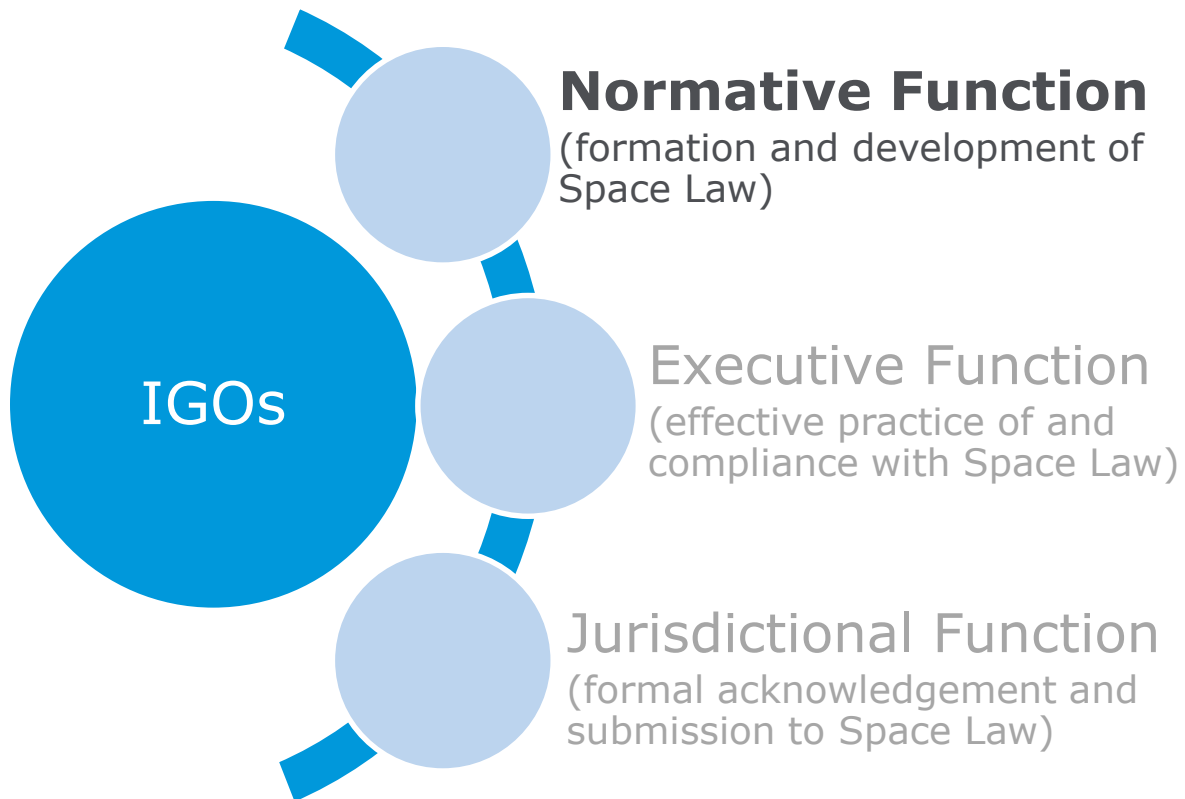 Normative Function
(formation and development of
Space Law)
IGOs
Executive Function
(effective practice of and
compliance with Space Law)
Jurisdictional Function
(formal acknowledgement and
submission to Space Law)